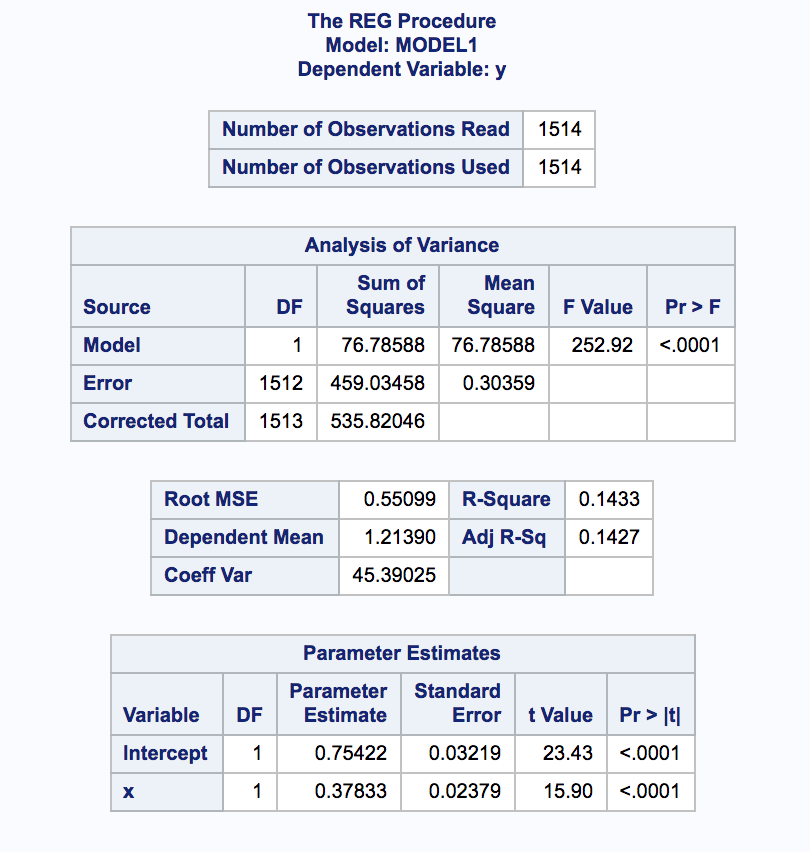 The REG Procedure
Model: MODEL1
Dependent Variable: y
Number of Observations Read 1514
Number of Observations Used 1514
Analysis of Variance
Source DF Sum of Squares Mean Square F Value Pr > F
Model 1 76.78588 76.78588 252.92 <.0001
Error 1512 459.03458 0.30359
Corrected Total 1513 535.82046
Root MSE 0.55099 R-Square 0.1433
Dependent Mean 1.21390 Adj R-Sq 0.1427
Coeff Var 45.39025
Parameter Estimates
Variable DF Parameter Estimate Standard Error t Value Pr > |t|
Intercept 1 0.75422 0.03219 23.43 <.0001
x 1 0.37833 0.02379 15.90 <.0001